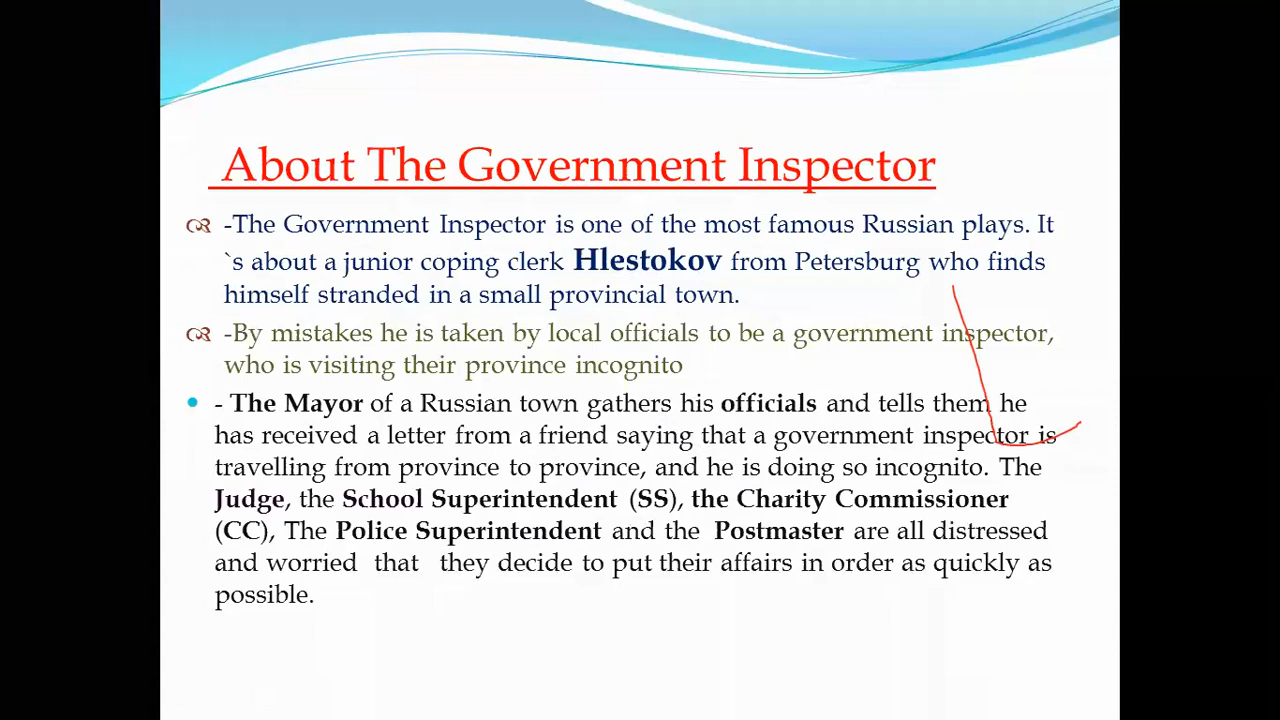 About The Government Inspector
-The Government Inspector is one of the most famous Russian plays. It
`s about a junior coping clerk Hlestokov from Petersburg who finds
himself stranded in a small provincial town.
-By mistakes he is taken by local officials to be a government inspector,
who is visiting their province incognito
- The Mayor of a Russian town gathers his officials and tells them he
has received a letter from a friend saying that a government inspector is
travelling from province to province, and he is doing so incognito. The
Judge, the School Superintendent (SS), the Charity Commissioner
(CC), The Police Superintendent and the Postmaster are all distressed
and worried that they decide to put their affairs in order as quickly as
possible.